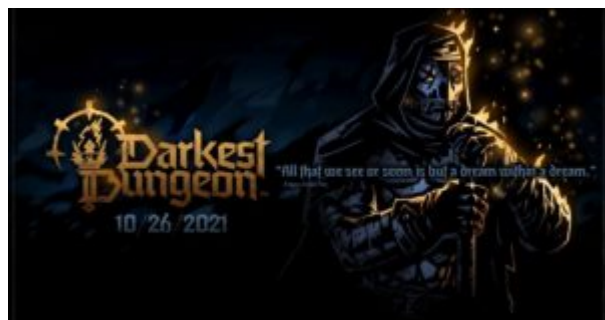 Darkest
Dungeon
10/26/2021
"All that we see or seem is but a dream within a dream."